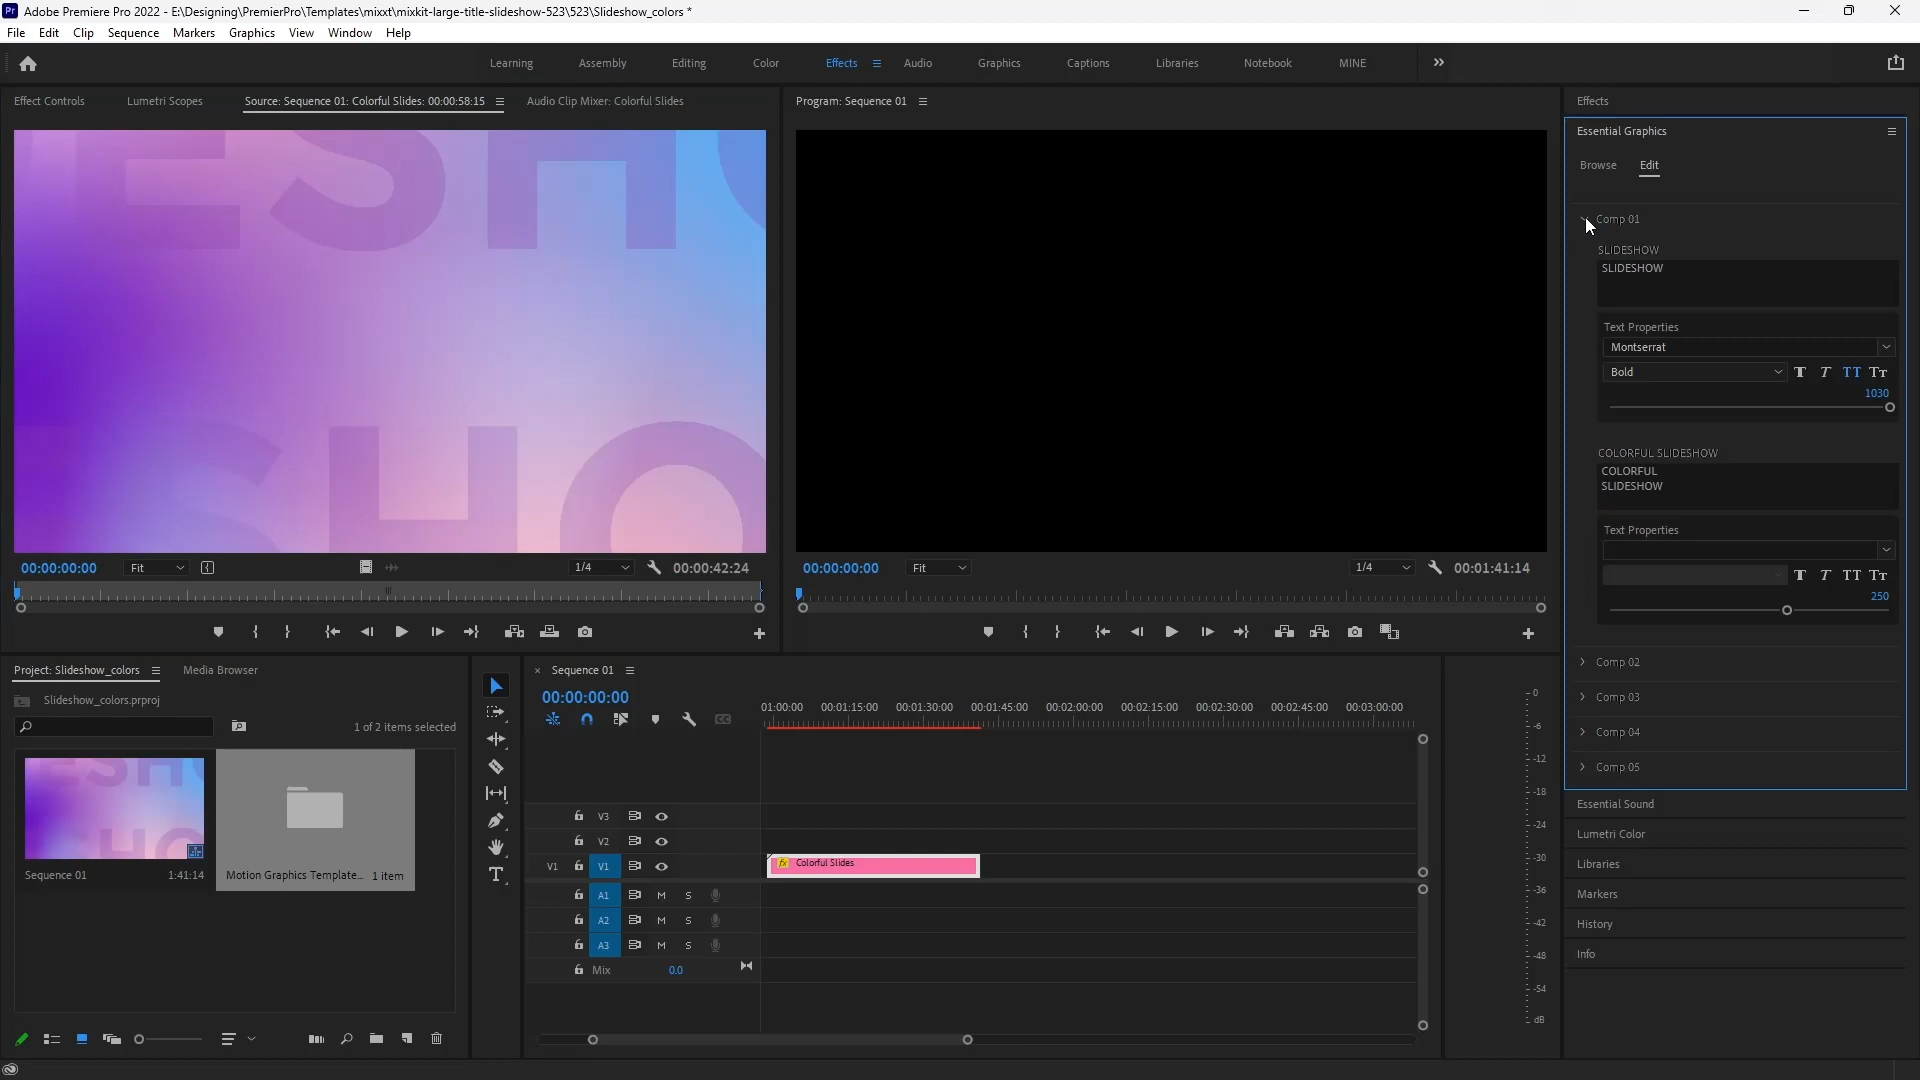 Pr Adobe Premiere Pro 2022 - E:\Designing\PremierPro\Templates\mixxt\mixkit-large-title-slideshow-523\523\Slideshow_colors *
File Edit Clip Sequence Markers Graphics View Window Help
Learning Assembly Editing Color Effects Audio Graphics Captions Libraries Notebook MINE
Effect Controls Lumetri Scopes Source: Sequence 01: Colorful Slides: 00:00:58:15 Audio Clip Mixer: Colorful Slides
Program: Sequence 01
Effects
Essential Graphics
Browse Edit
Comp 01
SLIDESHOW
SLIDESHOW
Text Properties
Montserrat
Bold T T TT TT
1030
COLORFUL SLIDESHOW
COLORFUL
SLIDESHOW
Text Properties
T T TT TT
250
Comp 02
Comp 03
Comp 04
Comp 05
Essential Sound
Lumetri Color
Libraries
Markers
History
Info
ESHO
ESHO
00:00:00:00 Fit 1/4 00:00:42:24
00:00:00:00 Fit 1/4 00:01:41:14
Project: Slideshow_colors Media Browser
Slideshow_colors.prproj
1 of 2 items selected
ESHO
SHO
Sequence 01 1:41:14
Motion Graphics Template... 1 item
× Sequence 01
00:00:00:00
01:00:00 00:01:15:00 00:01:30:00 00:01:45:00 00:02:00:00 00:02:15:00 00:02:30:00 00:02:45:00 00:03:00:00
V3
V2
V1 V1 fx Colorful Slides
A1 M S
A2 M S
A3 M S
Mix 0.0
0
-6
-12
-18
-24
-30
-36
-42
-48
-54
dB